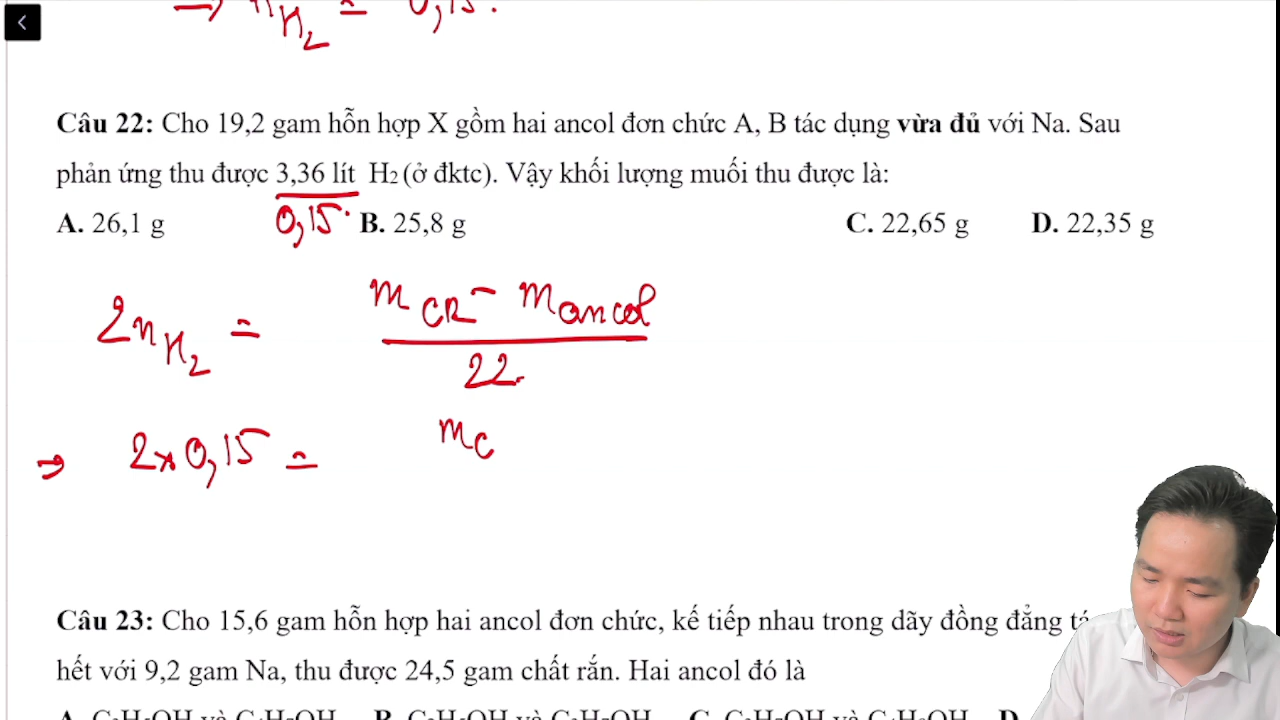 → nH2 = 0,15.
Câu 22: Cho 19,2 gam hỗn hợp X gồm hai ancol đơn chức A, B tác dụng vừa đủ với Na. Sau
phản ứng thu được 3,36 lít H2 (ở đktc). Vậy khối lượng muối thu được là:
0,15.
A. 26,1 g B. 25,8 g C. 22,65 g D. 22,35 g
2nH2 = mCR - mancol
22.
⇒ 2x0,15 = mC
Câu 23: Cho 15,6 gam hỗn hợp hai ancol đơn chức, kế tiếp nhau trong dãy đồng đẳng
hết với 9,2 gam Na, thu được 24,5 gam chất rắn. Hai ancol đó là